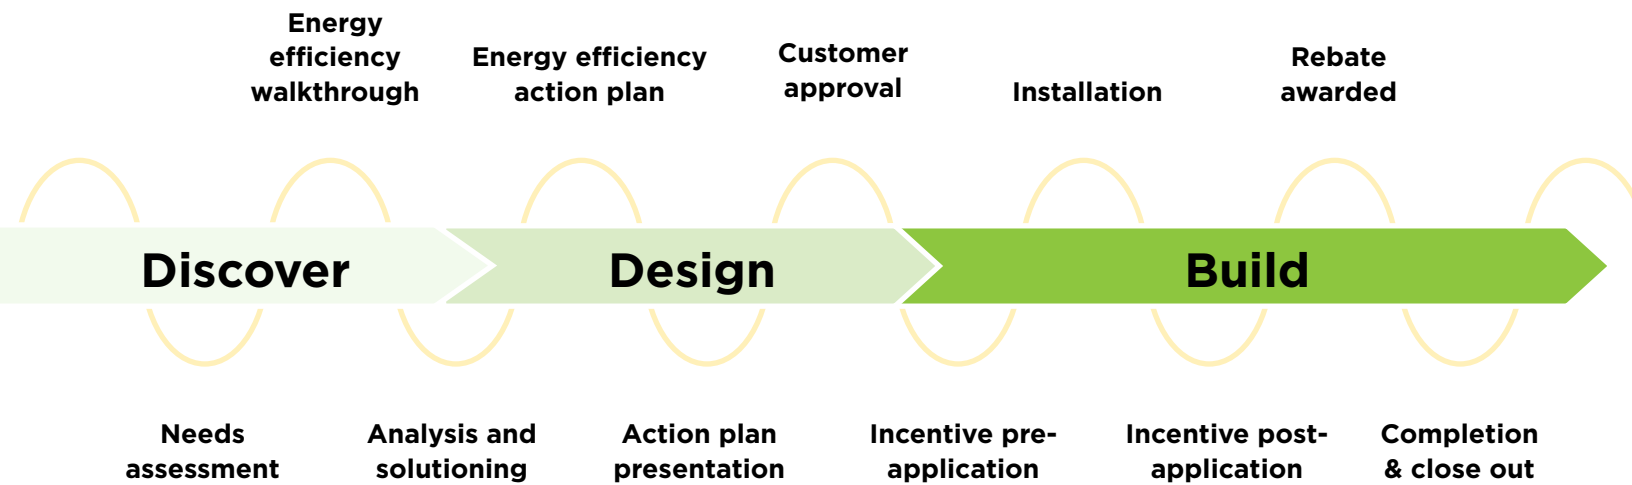 Energy
efficiency
walkthrough
Energy efficiency
action plan
Customer
approval
Installation
Rebate
awarded
Discover
Design
Build
Needs
assessment
Analysis and
solutioning
Action plan
presentation
Incentive pre-
application
Incentive post-
application
Completion
& close out